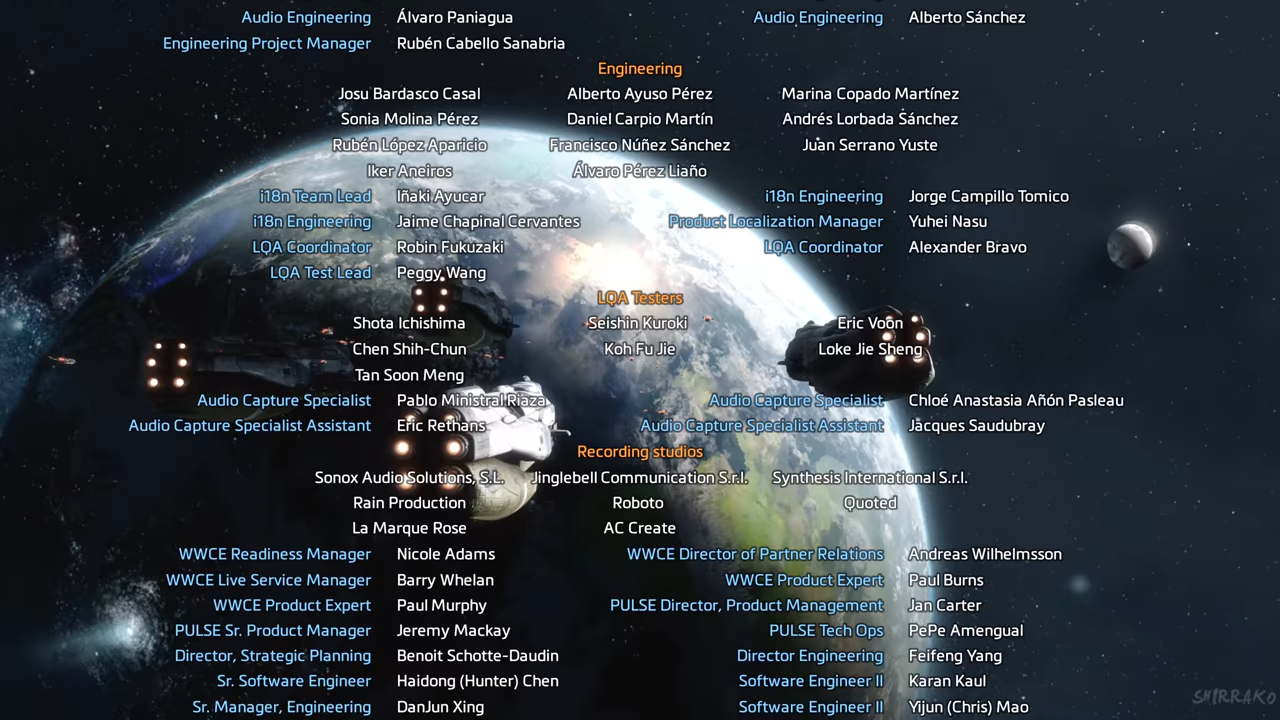 Audio Engineering Álvaro Paniagua Audio Engineering Alberto Sánchez
Engineering Project Manager Rubén Cabello Sanabria
Engineering
Josu Bardasco Casal Alberto Ayuso Pérez Marina Copado Martínez
Sonia Molina Pérez Daniel Carpio Martín Andrés Lorbada Sánchez
Rubén López Aparicio Francisco Núñez Sánchez Juan Serrano Yuste
Iker Aneiros Álvaro Pérez Liaño
i18n Team Lead Iñaki Ayucar i18n Engineering Jorge Campillo Tomico
i18n Engineering Jaime Chapinal Cervantes Product Localization Manager Yuhei Nasu
LQA Coordinator Robin Fukuzaki LQA Coordinator Alexander Bravo
LQA Test Lead Peggy Wang
LQA Testers
Shota Ichishima Seishin Kuroki Eric Voon
Chen Shih-Chun Koh Fu Jie Loke Jie Sheng
Tan Soon Meng
Audio Capture Specialist Pablo Ministral Riaza Audio Capture Specialist Chloé Anastasia Añón Pasleau
Audio Capture Specialist Assistant Eric Rethans Audio Capture Specialist Assistant Jacques Saudubray
Recording studios
Sonox Audio Solutions, S.L. Jinglebell Communication S.r.l. Synthesis International S.r.l.
Rain Production Roboto Quoted
La Marque Rose AC Create
WWCE Readiness Manager Nicole Adams WWCE Director of Partner Relations Andreas Wilhelmsson
WWCE Live Service Manager Barry Whelan WWCE Product Expert Paul Burns
WWCE Product Expert Paul Murphy PULSE Director, Product Management Jan Carter
PULSE Sr. Product Manager Jeremy Mackay PULSE Tech Ops PePe Amengual
Director, Strategic Planning Benoit Schotte-Daudin Director Engineering Feifeng Yang
Sr. Software Engineer Haidong (Hunter) Chen Software Engineer II Karan Kaul
Sr. Manager, Engineering DanJun Xing Software Engineer II Yijun (Chris) Mao
SHIRRAKO